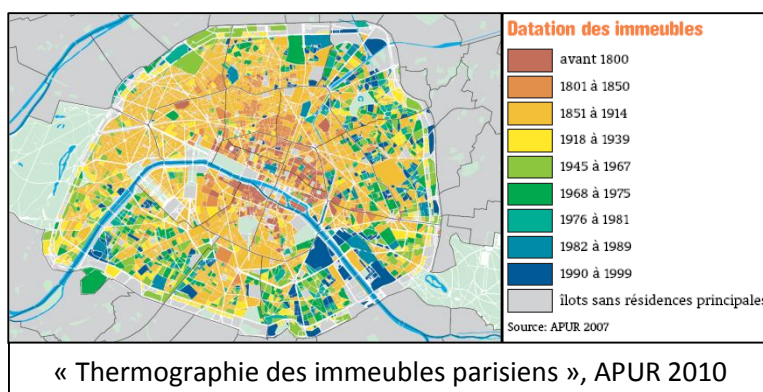 Datation des immeubles
avant 1800
1801 à 1850
1851 à 1914
1918 à 1939
1945 à 1967
1968 à 1975
1976 à 1981
1982 à 1989
1990 à 1999
îlots sans résidences principales
Source: APUR 2007
« Thermographie des immeubles parisiens », APUR 2010